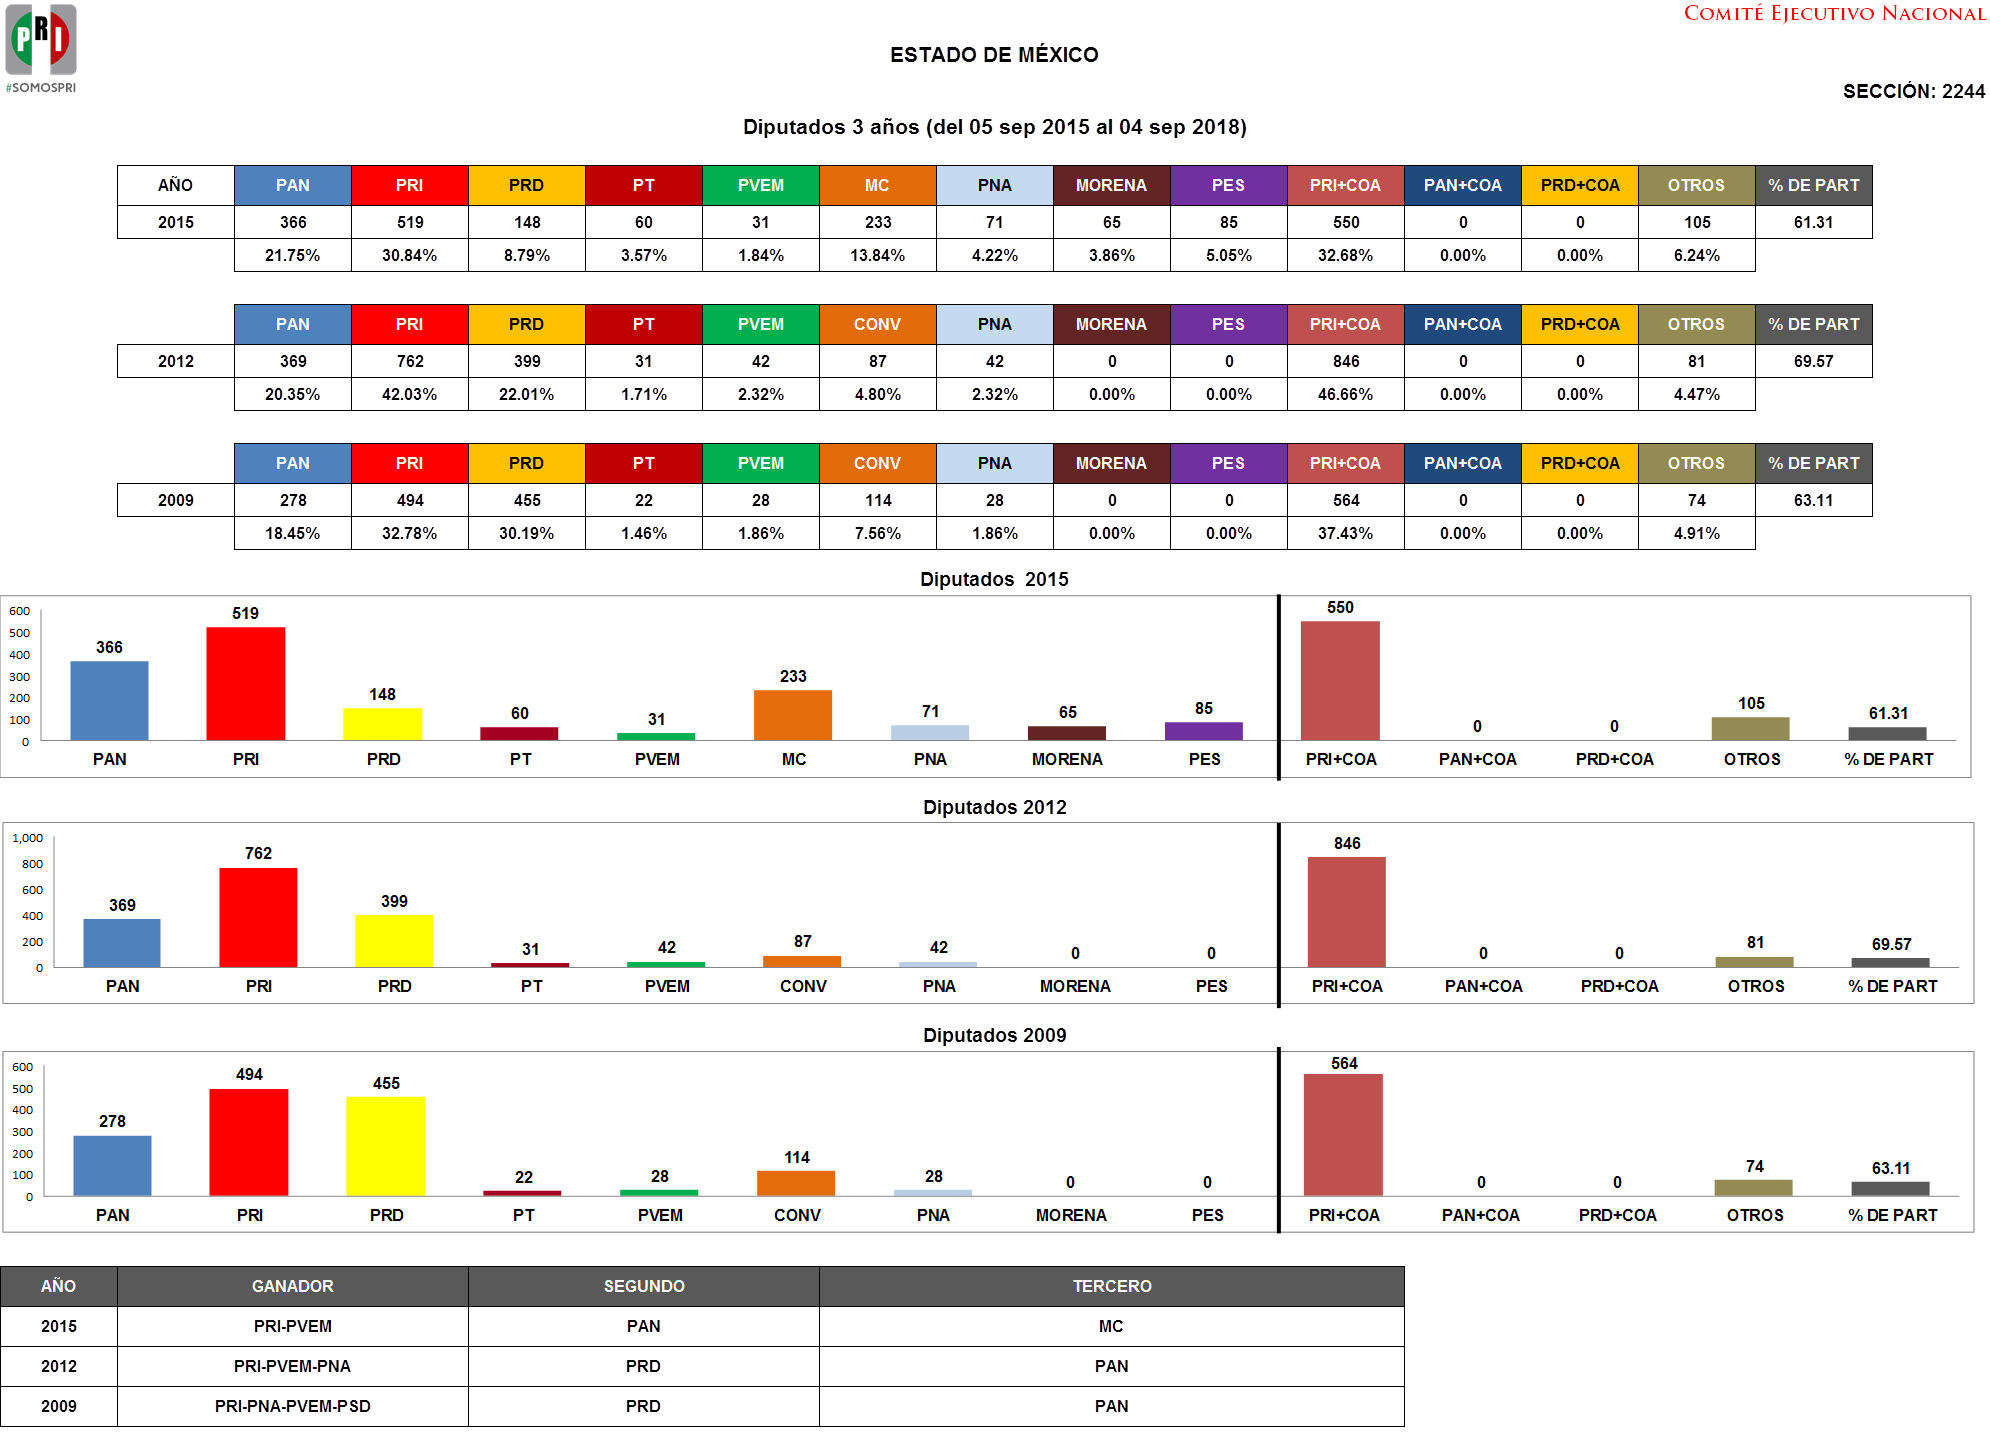 PRI
#SOMOSPRI
COMITÉ EJECUTIVO NACIONAL
ESTADO DE MÉXICO
SECCIÓN: 2244
Diputados 3 años (del 05 sep 2015 al 04 sep 2018)
AÑO PAN PRI PRD PT PVEM MC PNA MORENA PES PRI+COA PAN+COA PRD+COA OTROS % DE PART
2015 366 519 148 60 31 233 71 65 85 550 0 0 105 61.31
21.75% 30.84% 8.79% 3.57% 1.84% 13.84% 4.22% 3.86% 5.05% 32.68% 0.00% 0.00% 6.24%
PAN PRI PRD PT PVEM CONV PNA MORENA PES PRI+COA PAN+COA PRD+COA OTROS % DE PART
2012 369 762 399 31 42 87 42 0 0 846 0 0 81 69.57
20.35% 42.03% 22.01% 1.71% 2.32% 4.80% 2.32% 0.00% 0.00% 46.66% 0.00% 0.00% 4.47%
PAN PRI PRD PT PVEM CONV PNA MORENA PES PRI+COA PAN+COA PRD+COA OTROS % DE PART
2009 278 494 455 22 28 114 28 0 0 564 0 0 74 63.11
18.45% 32.78% 30.19% 1.46% 1.86% 7.56% 1.86% 0.00% 0.00% 37.43% 0.00% 0.00% 4.91%
Diputados 2015
600
500
400
300
200
100
0
366 519 148 60 31 233 71 65 85 550 0 0 105 61.31
PAN PRI PRD PT PVEM MC PNA MORENA PES PRI+COA PAN+COA PRD+COA OTROS % DE PART
Diputados 2012
1,000
800
600
400
200
0
369 762 399 31 42 87 42 0 0 846 0 0 81 69.57
PAN PRI PRD PT PVEM CONV PNA MORENA PES PRI+COA PAN+COA PRD+COA OTROS % DE PART
Diputados 2009
600
500
400
300
200
100
0
278 494 455 22 28 114 28 0 0 564 0 0 74 63.11
PAN PRI PRD PT PVEM CONV PNA MORENA PES PRI+COA PAN+COA PRD+COA OTROS % DE PART
AÑO GANADOR SEGUNDO TERCERO
2015 PRI-PVEM PAN MC
2012 PRI-PVEM-PNA PRD PAN
2009 PRI-PNA-PVEM-PSD PRD PAN